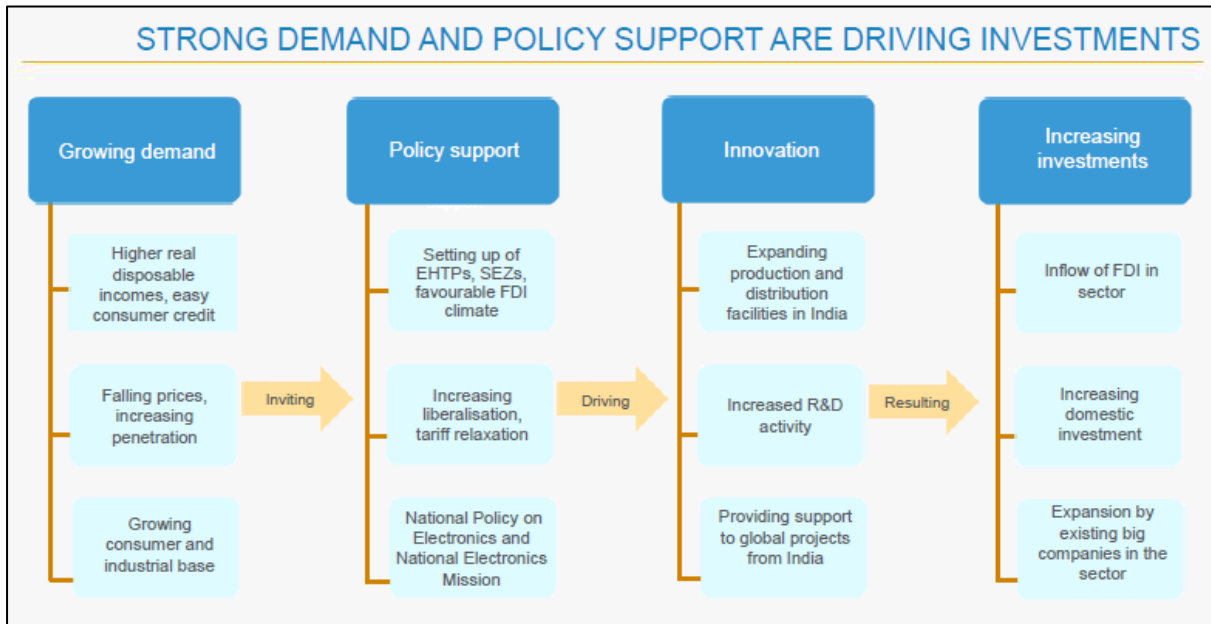 STRONG DEMAND AND POLICY SUPPORT ARE DRIVING INVESTMENTS
Growing demand
Higher real
disposable
incomes, easy
consumer credit
Falling prices,
increasing
penetration
Growing
consumer and
industrial base
Inviting
Policy support
Setting up of
EHTPs, SEZs,
favourable FDI
climate
Increasing
liberalisation,
tariff relaxation
National Policy on
Electronics and
National Electronics
Mission
Driving
Innovation
Expanding
production and
distribution
facilities in India
Increased R&D
activity
Providing support
to global projects
from India
Resulting
Increasing
investments
Inflow of FDI in
sector
Increasing
domestic
investment
Expansion by
existing big
companies in the
sector